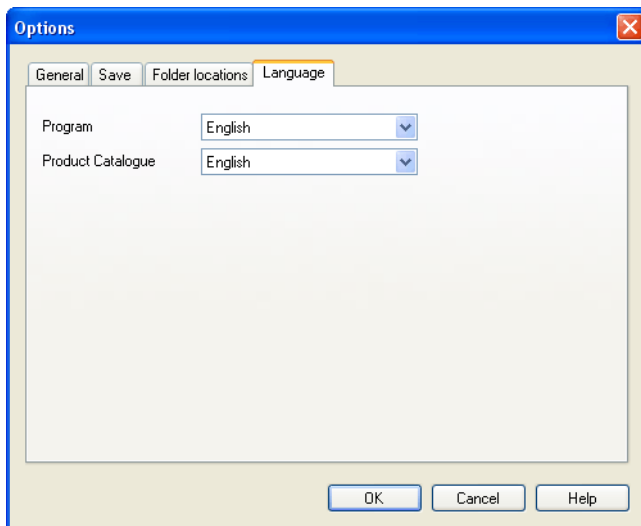 Options
General Save Folder locations Language
Program English
Product Catalogue English
OK Cancel Help